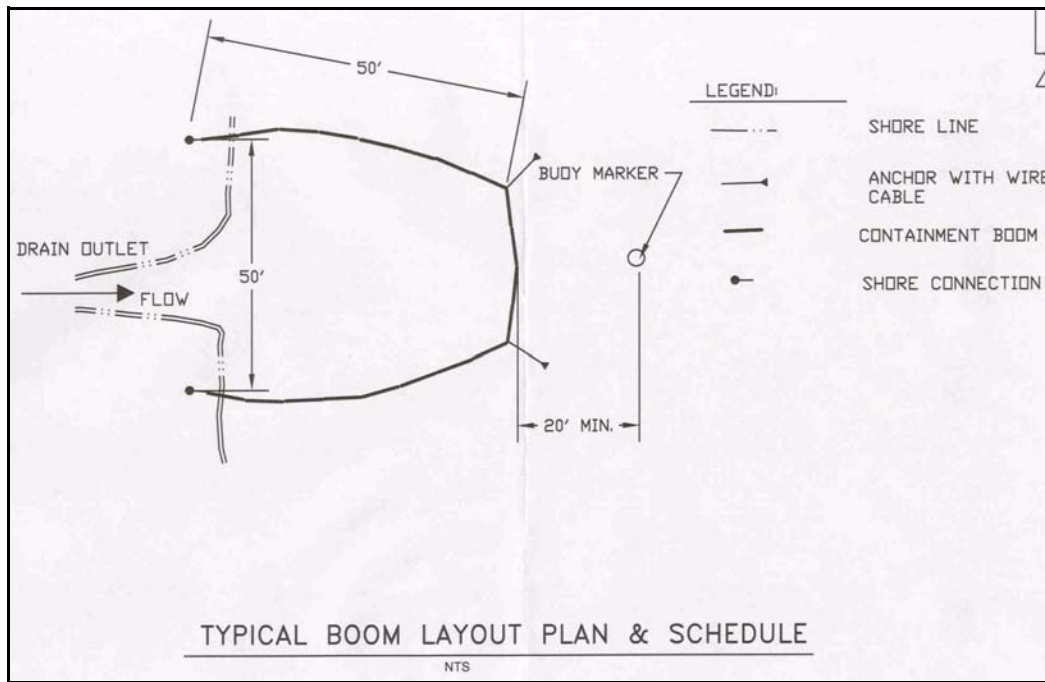 50'
LEGEND:
SHORE LINE
BUOY MARKER
ANCHOR WITH WIRE
CABLE
DRAIN OUTLET
CONTAINMENT BOOM
50'
FLOW
SHORE CONNECTION
20' MIN.
TYPICAL BOOM LAYOUT PLAN & SCHEDULE
NTS